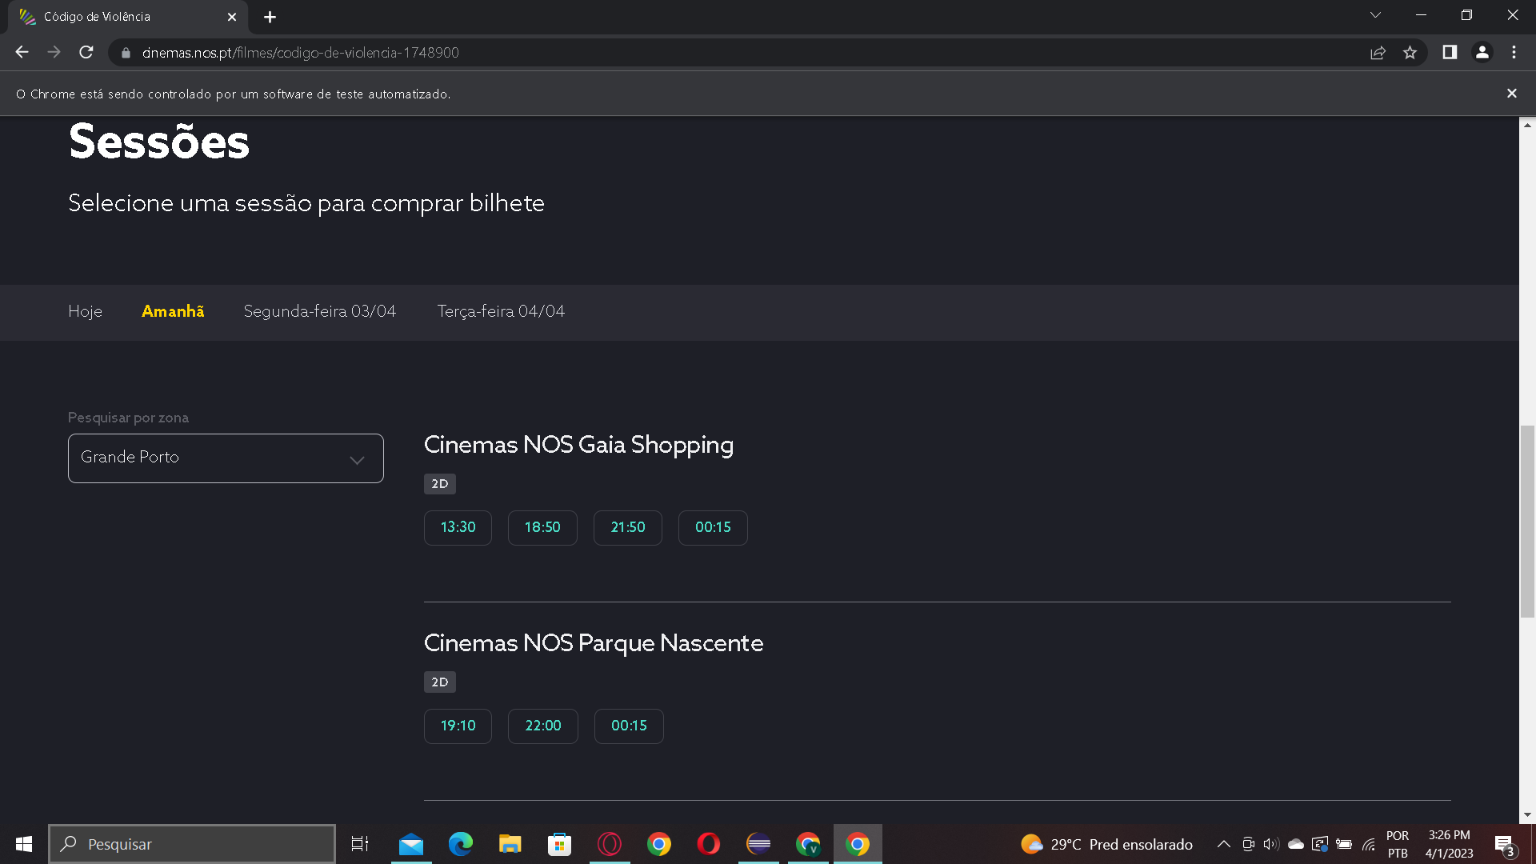 Código de Violência
cinemas.nos.pt/filmes/codigo-de-violencia-1748900
O Chrome está sendo controlado por um software de teste automatizado.
Sessões
Selecione uma sessão para comprar bilhete
Hoje Amanhã Segunda-feira 03/04 Terça-feira 04/04
Pesquisar por zona
Grande Porto
Cinemas NOS Gaia Shopping
2D
13:30 18:50 21:50 00:15
Cinemas NOS Parque Nascente
2D
19:10 22:00 00:15
Pesquisar
29°C Pred ensolarado
POR
PTB
3:26 PM
4/1/2023
3